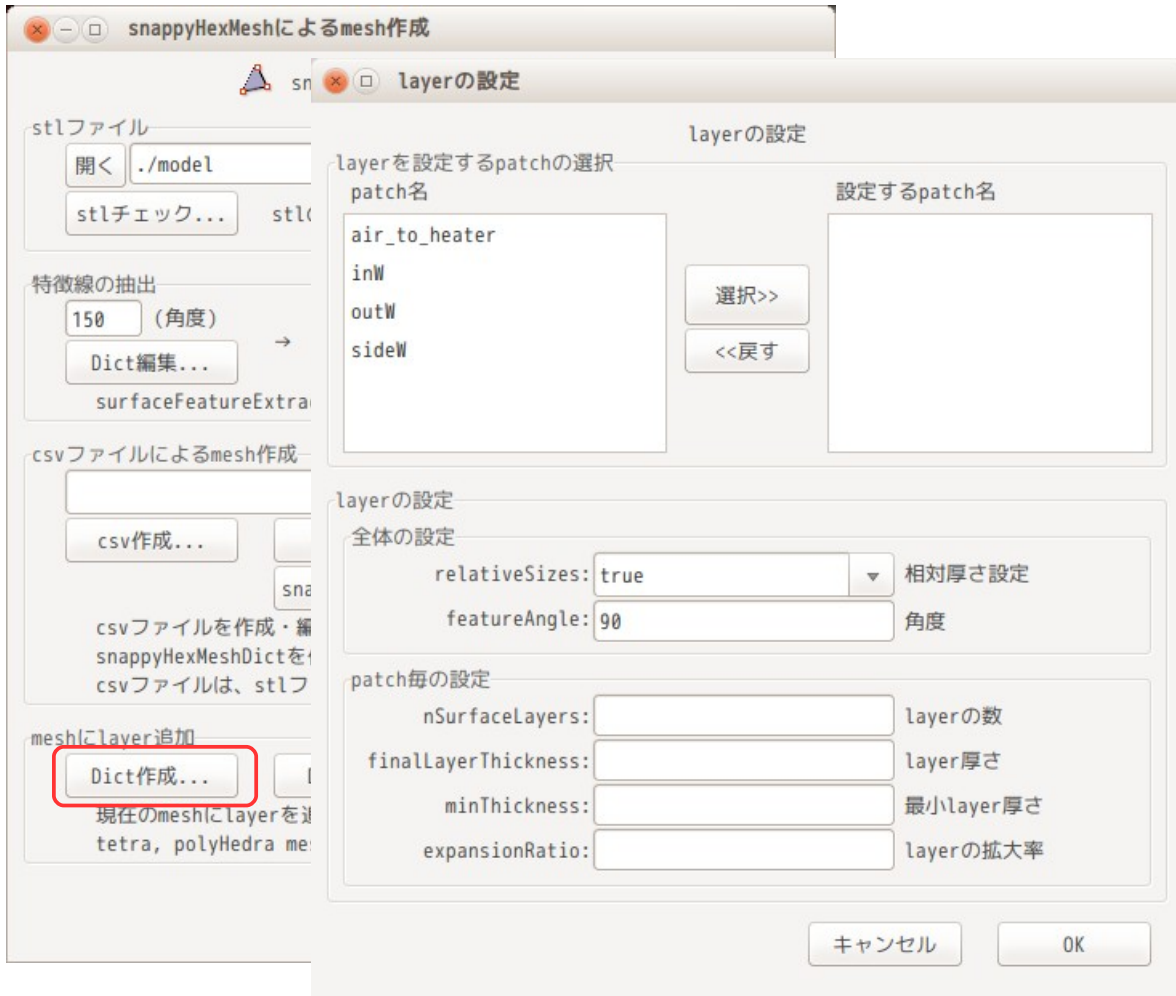 snappyHexMeshによるmesh作成
stlファイル
開く ./model
stlチェック...
特徴線の抽出
150 (角度)
→
Dict編集...
csvファイルによるmesh作成
csv作成...
csvファイルを作成・編
snappyHexMeshDictを
csvファイルは、stlフ
meshにlayer追加
Dict作成...
現在のmeshにlayerを追
tetra, polyHedra
layerの設定
layerの設定
layerを設定するpatchの選択
patch名
設定するpatch名
air_to_heater
inW
outW
sideW
選択>>
<<戻す
layerの設定
全体の設定
relativeSizes: true 相対厚さ設定
featureAngle: 90 角度
patch毎の設定
nSurfaceLayers: layerの数
finalLayerThickness: layer厚さ
minThickness: 最小layer厚さ
expansionRatio: layerの拡大率
キャンセル OK